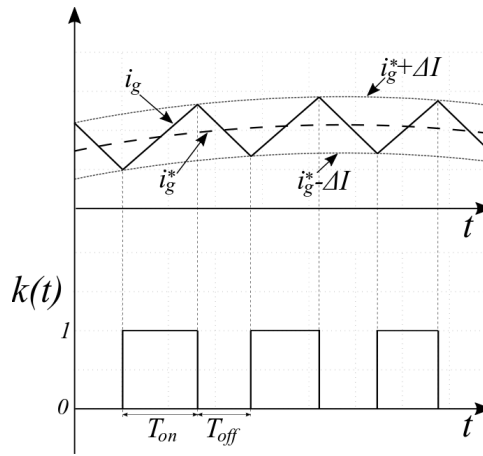 i_g
i_g^*+ΔI
i_g^*
i_g^*-ΔI
t
k(t)
1
0
T_on
T_off
t